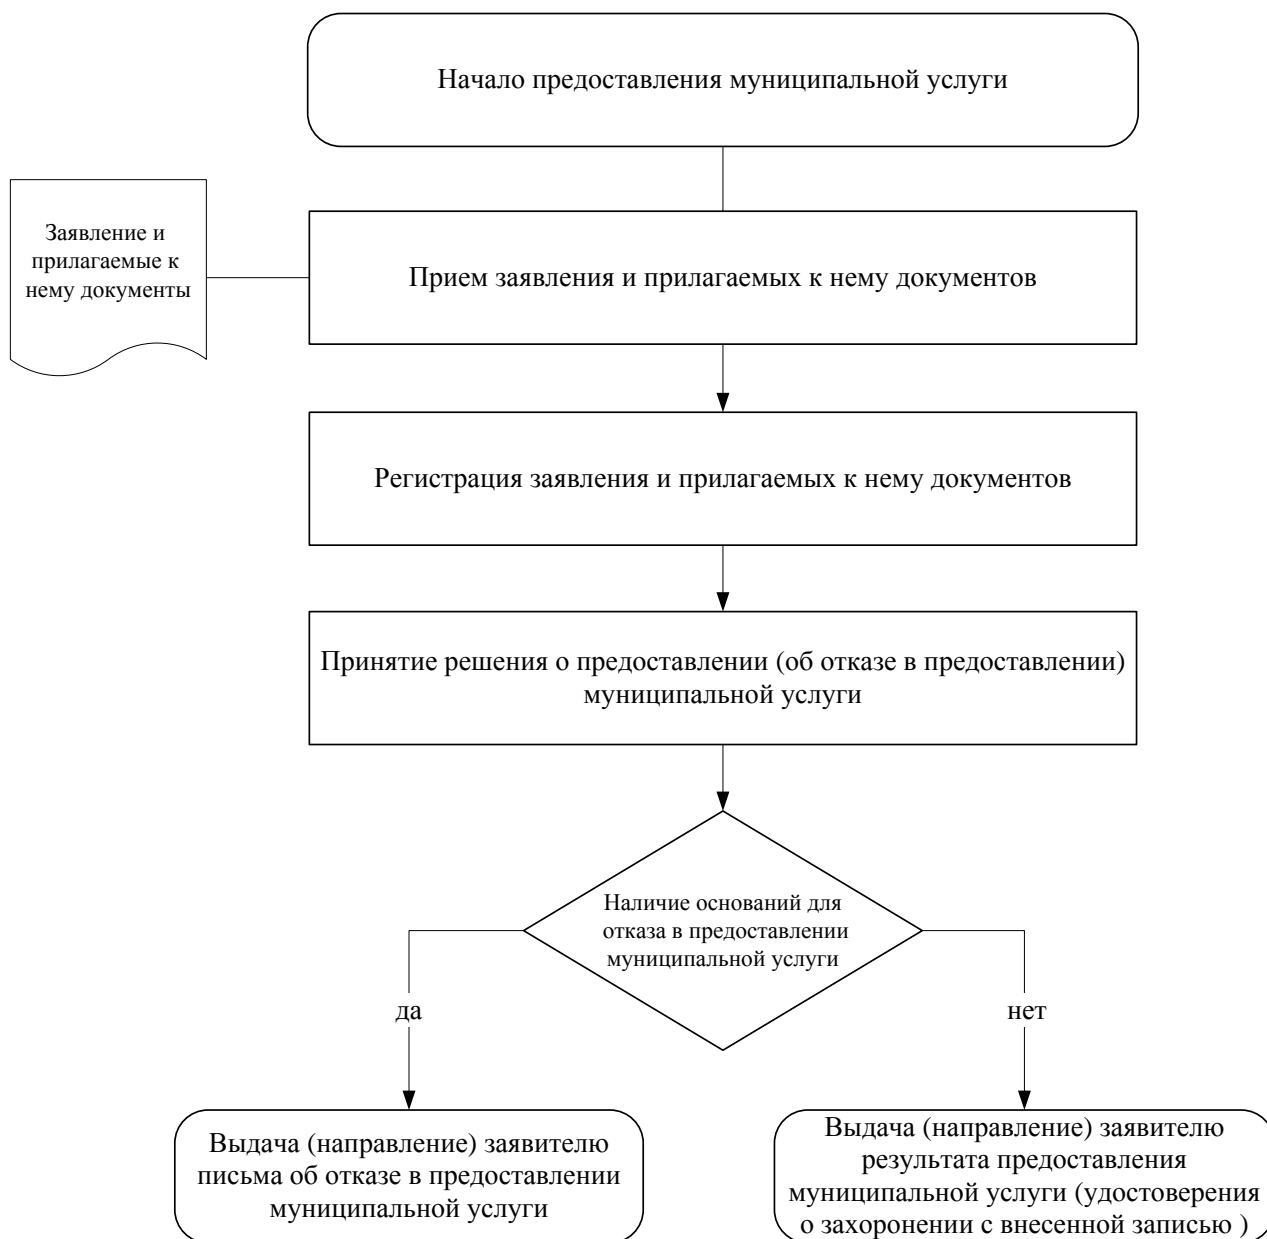 Начало предоставления муниципальной услуги
Заявление и
прилагаемые к
нему документы
Прием заявления и прилагаемых к нему документов
Регистрация заявления и прилагаемых к нему документов
Принятие решения о предоставлении (об отказе в предоставлении)
муниципальной услуги
Наличие оснований для
отказа в предоставлении
муниципальной услуги
да
нет
Выдача (направление) заявителю
письма об отказе в предоставлении
муниципальной услуги
Выдача (направление) заявителю
результата предоставления
муниципальной услуги (удостоверения
о захоронении с внесенной записью )